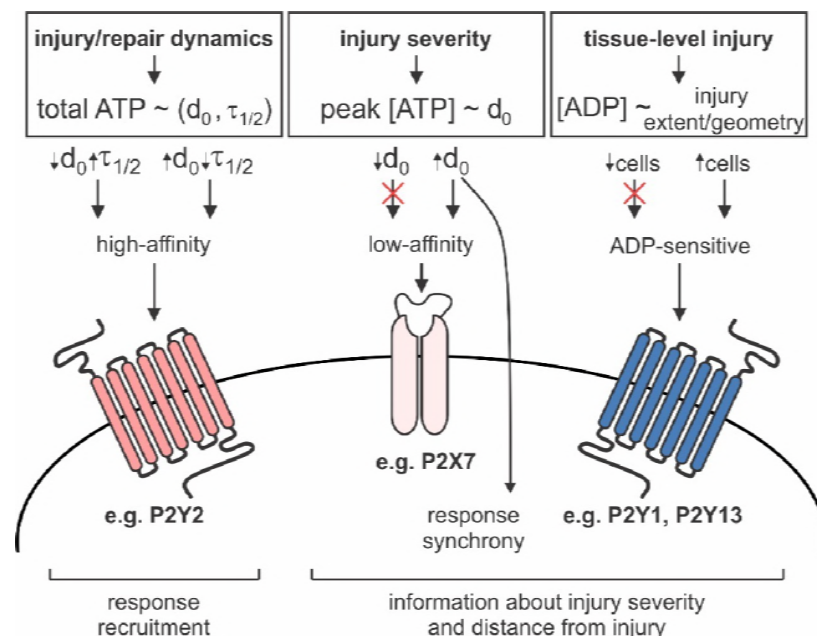 injury/repair dynamics
total ATP ~ (d₀, τ₁/₂)
injury severity
peak [ATP] ~ d₀
tissue-level injury
[ADP] ~ injury
extent/geometry
↓d₀↑τ₁/₂ ↑d₀↓τ₁/₂
↓d₀ ↑d₀
↓cells ↑cells
high-affinity
low-affinity
ADP-sensitive
e.g. P2Y2
e.g. P2X7
e.g. P2Y1, P2Y13
response
synchrony
response
recruitment
information about injury severity
and distance from injury